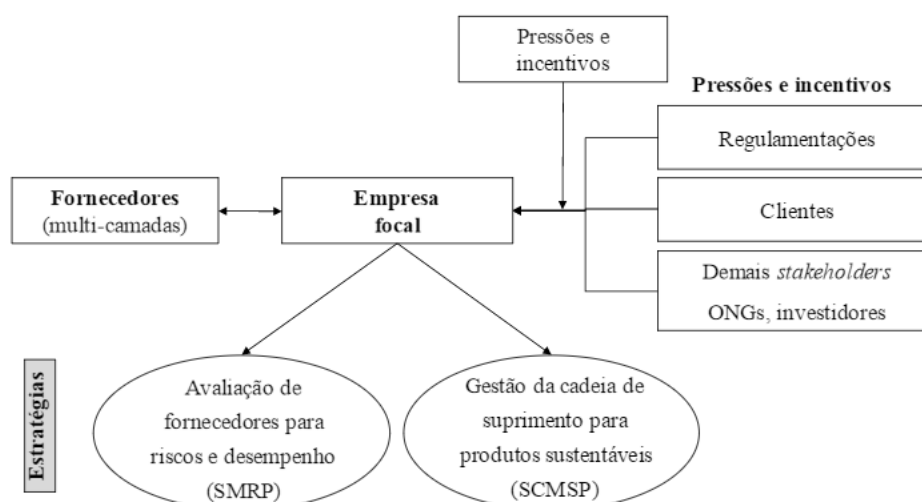 Pressões e
incentivos
Pressões e incentivos
Regulamentações
Fornecedores
(multi-camadas)
Empresa
focal
Clientes
Demais stakeholders
ONGs, investidores
Estratégias
Avaliação de
fornecedores para
riscos e desempenho
(SMRP)
Gestão da cadeia de
suprimento para
produtos sustentáveis
(SCMSP)